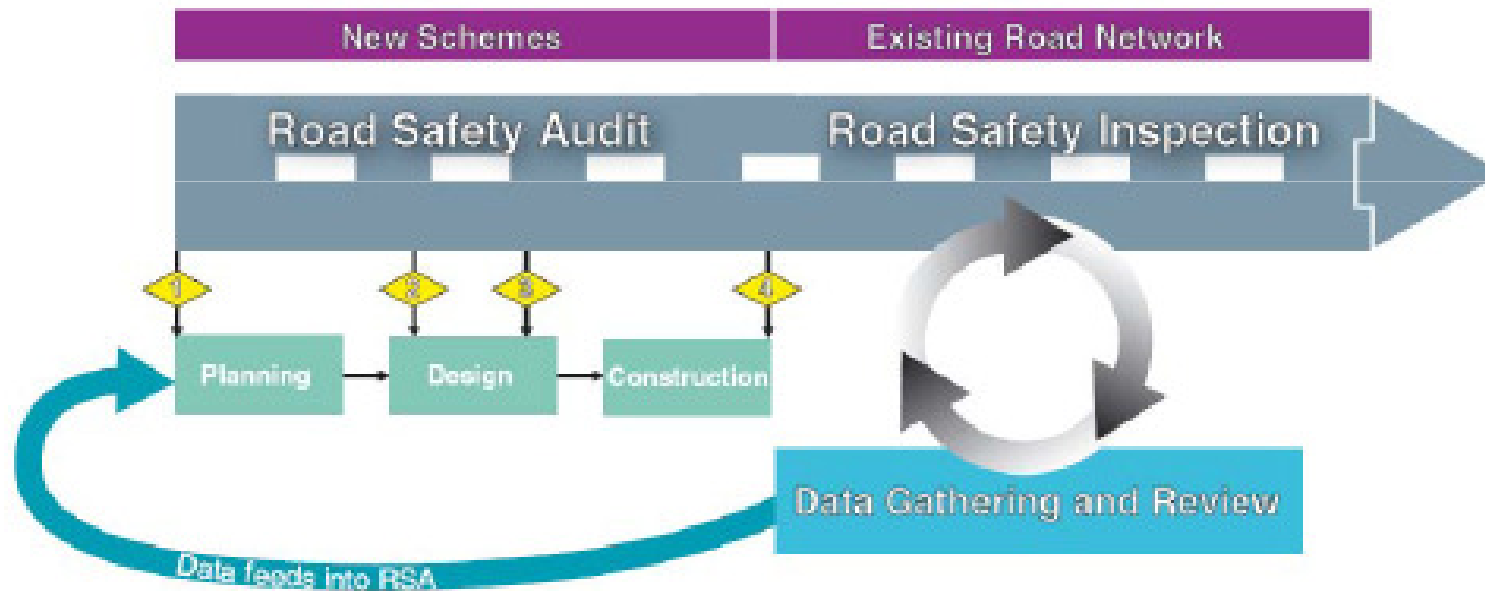 New Schemes
Existing Road Network
Road Safety Audit
Road Safety Inspection
1
2
3
4
Planning
Design
Construction
Data Gathering and Review
Data feeds into RSA